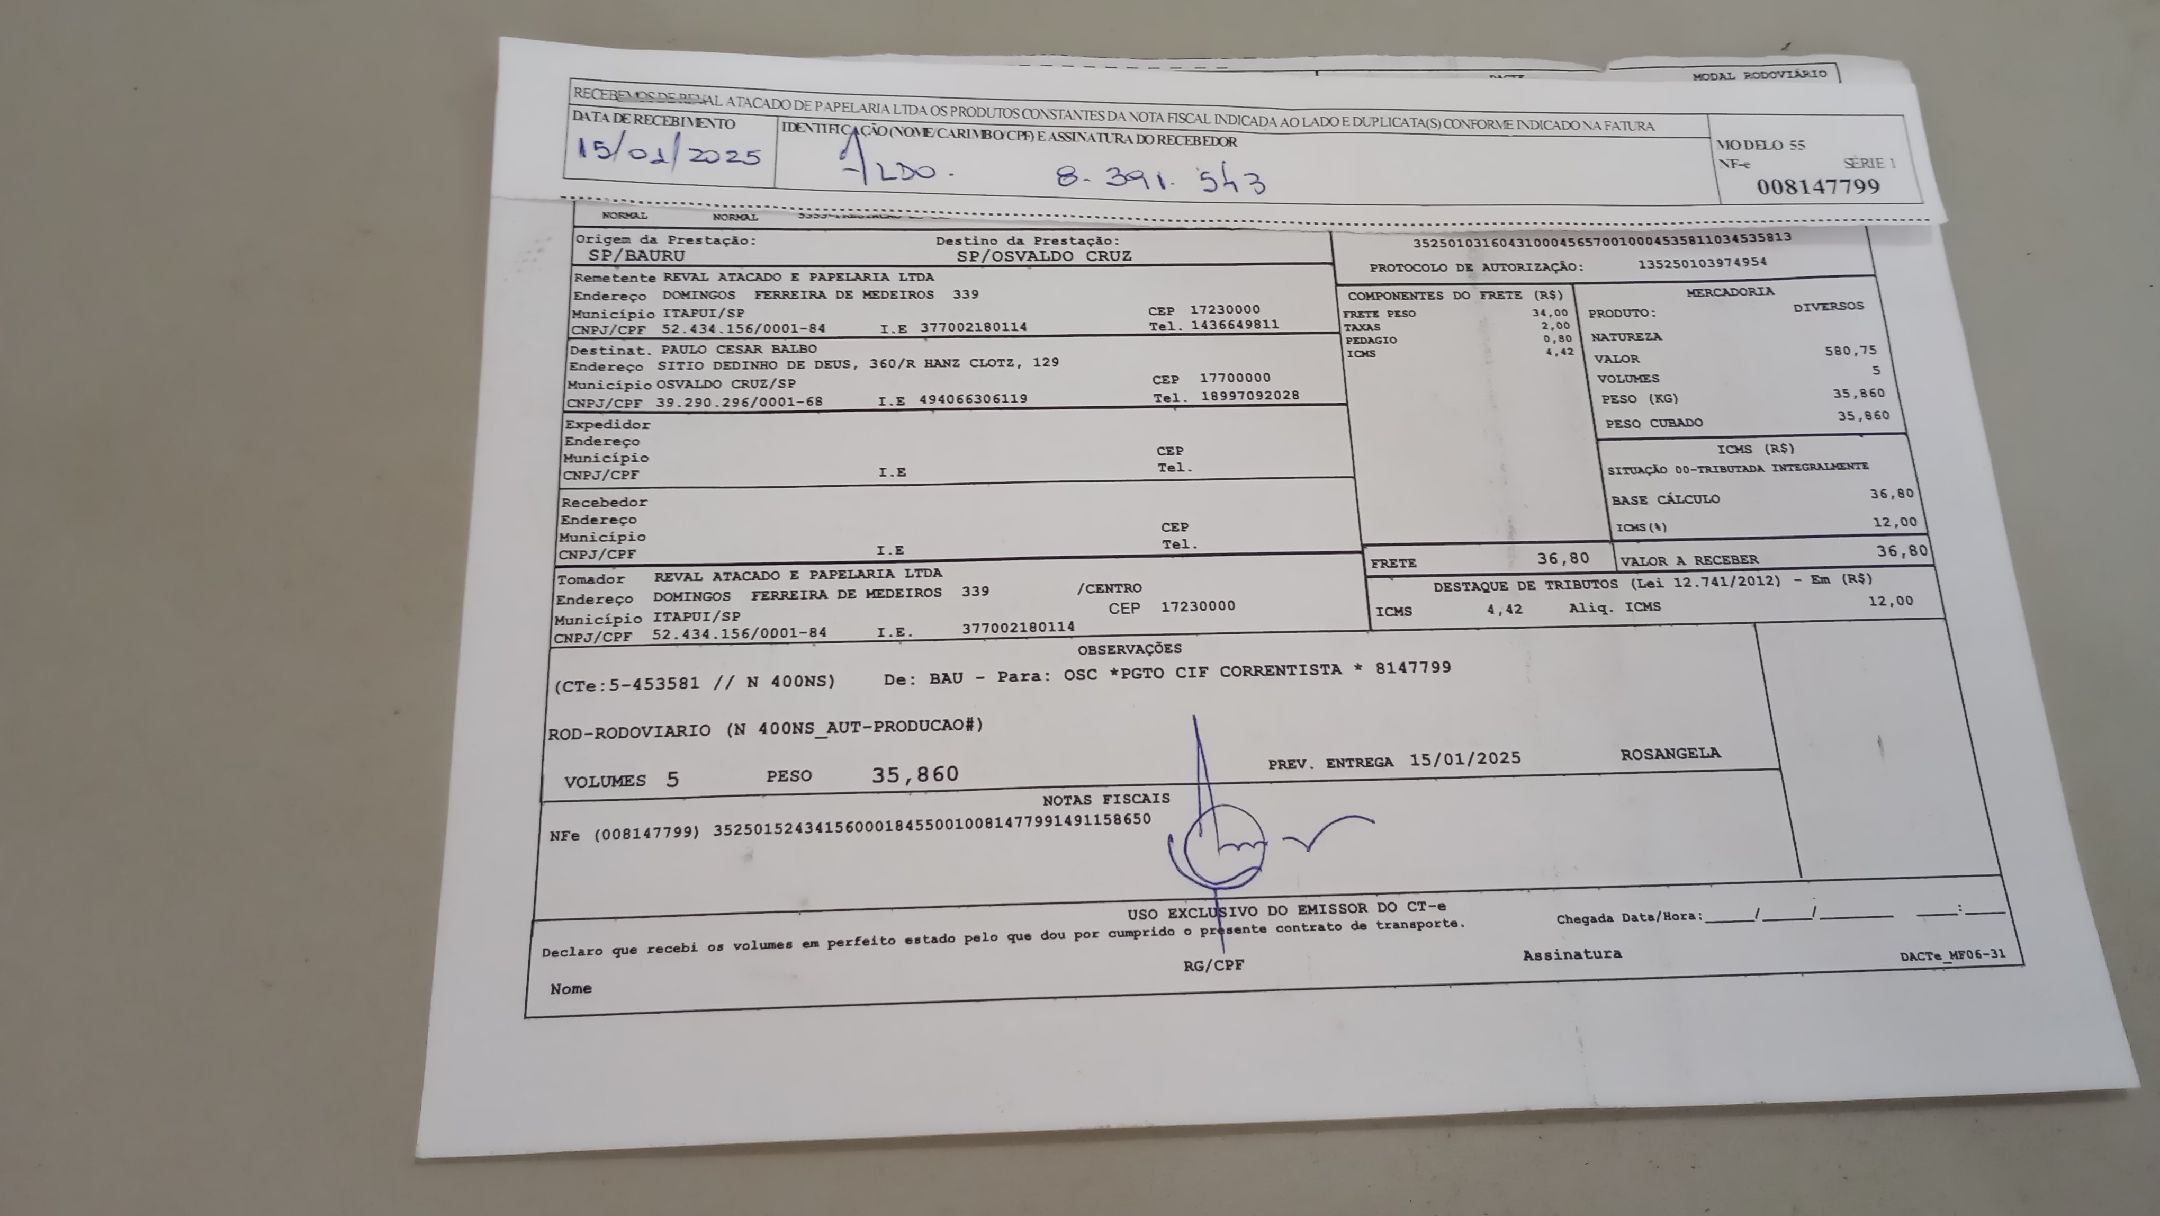 MODAL RODOVIÁRIO
RECEBEMOS DE REVAL ATACADO DE PAPELARIA LTDA OS PRODUTOS CONSTANTES DA NOTA FISCAL INDICADA AO LADO E DUPLICATA(S) CONFORME INDICADO NA FATURA
DATA DE RECEBIMENTO
IDENTIFICAÇÃO (NOME/CARIMBO/CPF) E ASSINATURA DO RECEBEDOR
15/01/2025 ALDO. 8.391.543
MODELO 55
NF-e SÉRIE 1
008147799
NORMAL NORMAL
Origem da Prestação: Destino da Prestação:
SP/BAURU SP/OSVALDO CRUZ
Remetente REVAL ATACADO E PAPELARIA LTDA
Endereço DOMINGOS FERREIRA DE MEDEIROS 339
Município ITAPUI/SP CEP 17230000
CNPJ/CPF 52.434.156/0001-84 I.E 377002180114 Tel. 1436649811
Destinat. PAULO CESAR BALBO
Endereço SITIO DEDINHO DE DEUS, 360/R HANZ CLOTZ, 129
Município OSVALDO CRUZ/SP CEP 17700000
CNPJ/CPF 39.290.296/0001-68 I.E 494066306119 Tel. 18997092028
Expedidor
Endereço
Município CEP
CNPJ/CPF I.E Tel.
Recebedor
Endereço
Município CEP
CNPJ/CPF I.E Tel.
Tomador REVAL ATACADO E PAPELARIA LTDA
Endereço DOMINGOS FERREIRA DE MEDEIROS 339 /CENTRO
Município ITAPUI/SP CEP 17230000
CNPJ/CPF 52.434.156/0001-84 I.E. 377002180114
35250103160431000456570010004535811034535813
PROTOCOLO DE AUTORIZAÇÃO: 135250103974954
COMPONENTES DO FRETE (R$)
FRETE PESO 34,00
TAXAS 2,00
PEDAGIO 0,80
ICMS 4,42
MERCADORIA
PRODUTO: DIVERSOS
NATUREZA
VALOR 580,75
VOLUMES 5
PESO (KG) 35,860
PESO CUBADO 35,860
ICMS (R$)
SITUAÇÃO 00-TRIBUTADA INTEGRALMENTE
BASE CÁLCULO 36,80
ICMS(%) 12,00
FRETE 36,80 VALOR A RECEBER 36,80
DESTAQUE DE TRIBUTOS (Lei 12.741/2012) - Em (R$)
ICMS 4,42 Aliq. ICMS 12,00
OBSERVAÇÕES
(CTe:5-453581 // N 400NS) De: BAU - Para: OSC *PGTO CIF CORRENTISTA * 8147799
ROD-RODOVIARIO (N 400NS_AUT-PRODUCAO#)
VOLUMES 5 PESO 35,860 PREV. ENTREGA 15/01/2025 ROSANGELA
NOTAS FISCAIS
NFe (008147799) 35250152434156000184550010081477991491158650
USO EXCLUSIVO DO EMISSOR DO CT-e
Declaro que recebi os volumes em perfeito estado pelo que dou por cumprido o presente contrato de transporte.
Chegada Data/Hora:_____/_____/________ ____:____
Nome RG/CPF Assinatura DACTe_MF06-31